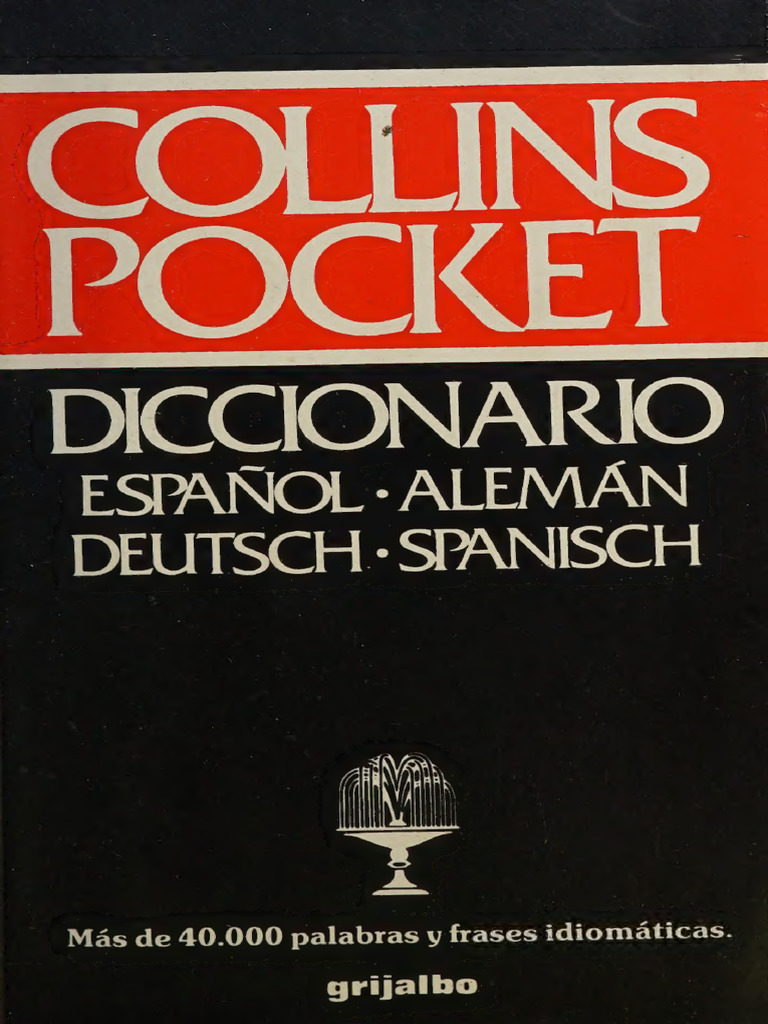 COLLINS
POCKET
DICCIONARIO
ESPAÑOL · ALEMÁN
DEUTSCH · SPANISCH
Más de 40.000 palabras y frases idiomáticas.
grijalbo